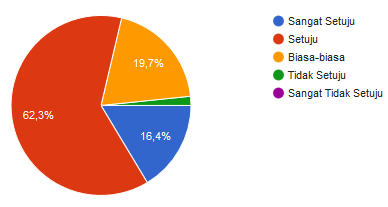 Sangat Setuju
Setuju
Biasa-biasa
Tidak Setuju
Sangat Tidak Setuju
19,7%
62,3%
16,4%